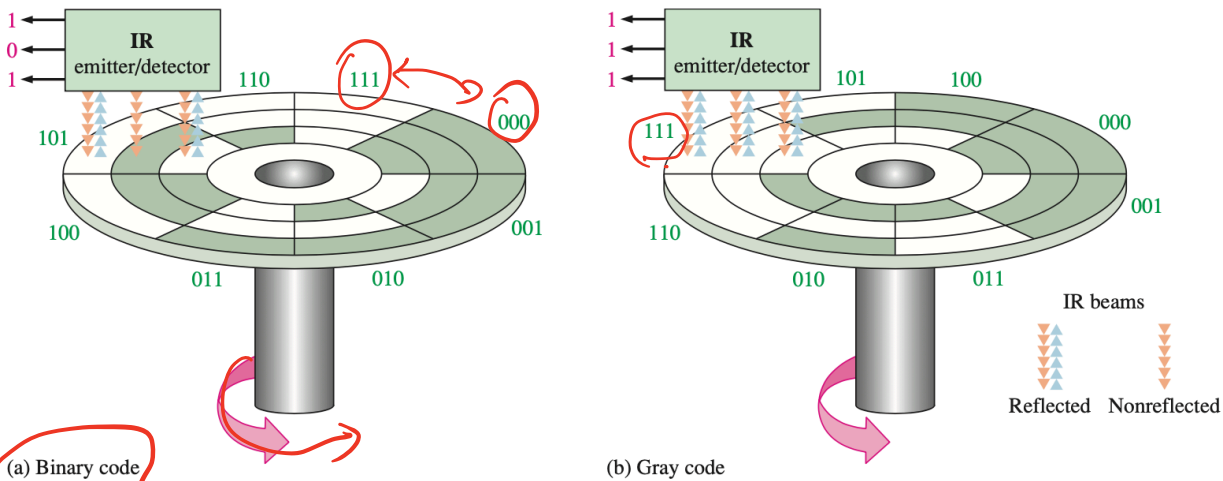 1
0
1
IR
emitter/detector
110
111
000
101
100
001
011
010
(a) Binary code
1
1
1
IR
emitter/detector
101
100
111
000
110
001
010
011
IR beams
Reflected Nonreflected
(b) Gray code